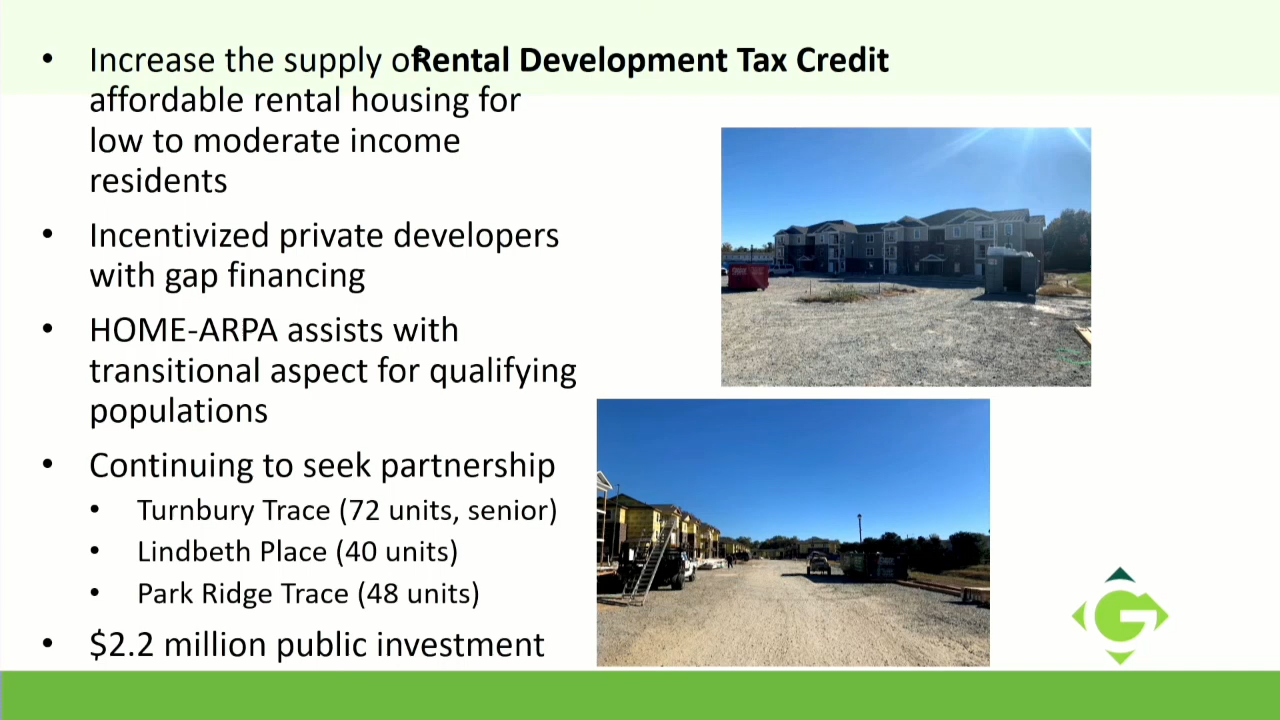 Rental Development Tax Credit
• Increase the supply of
affordable rental housing for
low to moderate income
residents
• Incentivized private developers
with gap financing
• HOME-ARPA assists with
transitional aspect for qualifying
populations
• Continuing to seek partnership
• Turnbury Trace (72 units, senior)
• Lindbeth Place (40 units)
• Park Ridge Trace (48 units)
• $2.2 million public investment
G